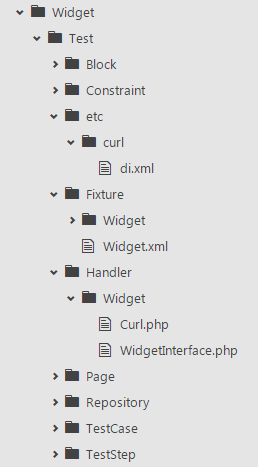 Widget
Test
Block
Constraint
etc
curl
di.xml
Fixture
Widget
Widget.xml
Handler
Widget
Curl.php
WidgetInterface.php
Page
Repository
TestCase
TestStep